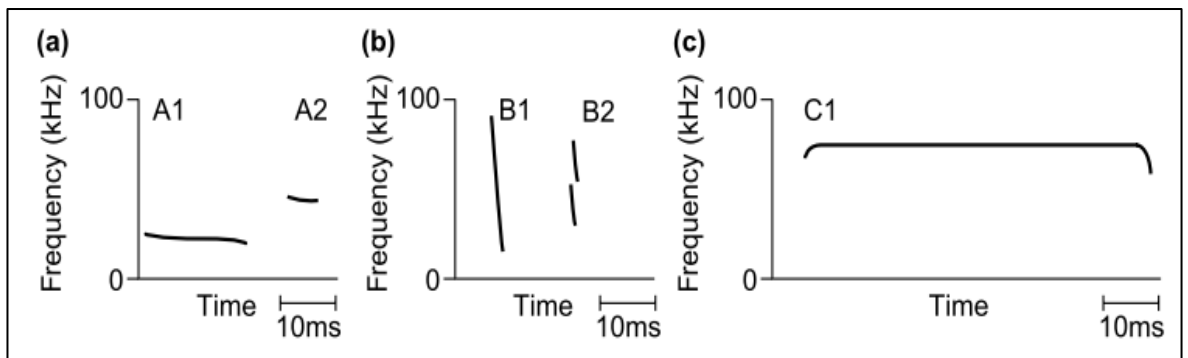 (a)
Frequency (kHz)
100
0
A1
A2
Time
10ms
(b)
Frequency (kHz)
100
0
B1
B2
Time
10ms
(c)
Frequency (kHz)
100
0
C1
Time
10ms